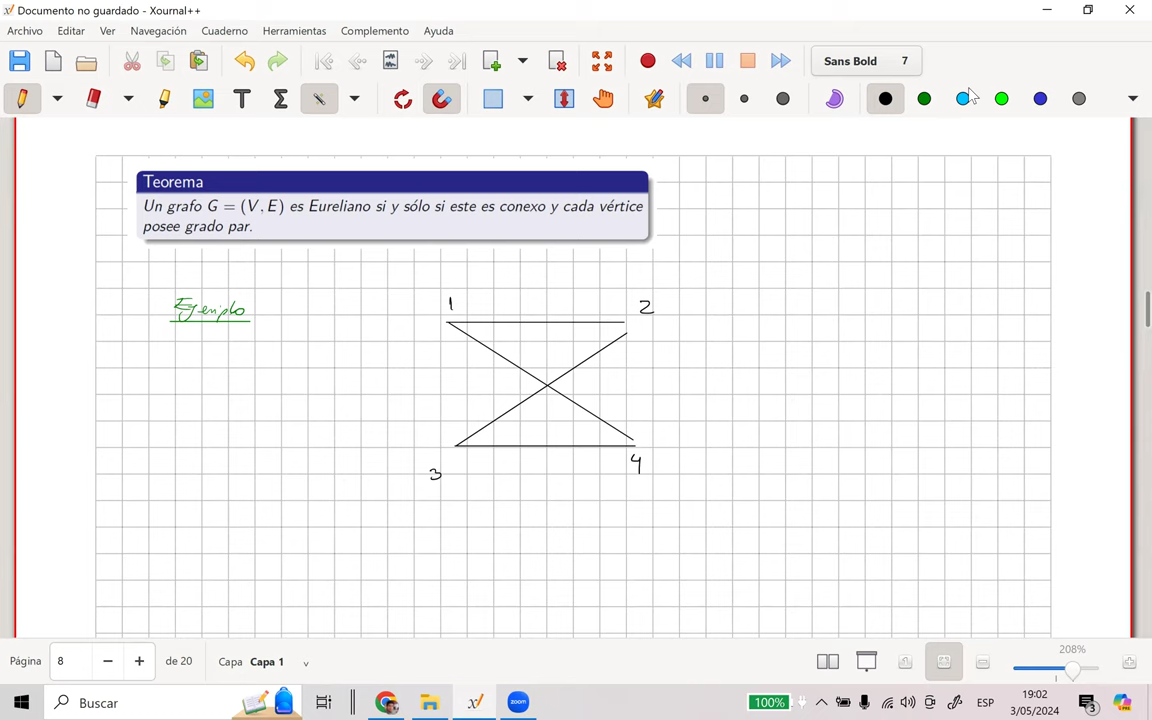 Documento no guardado - Xournal++
Archivo Editar Ver Navegación Cuaderno Herramientas Complemento Ayuda
Sans Bold 7
Teorema
Un grafo G = (V, E) es Eureliano si y sólo si este es conexo y cada vértice
posee grado par.
Ejemplo
1 2
3 4
Página 8 de 20 Capa Capa 1 208%
Buscar zoom 100% ESP 19:02
3/05/2024 3